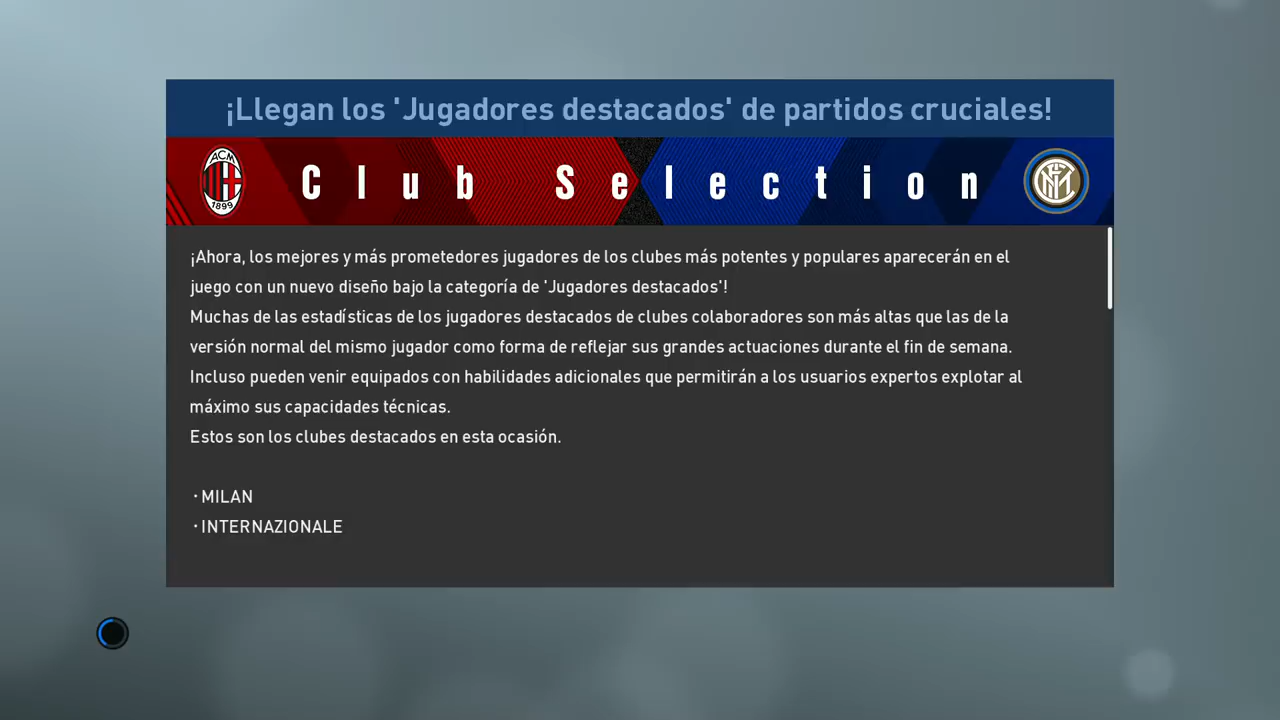 ¡Llegan los 'Jugadores destacados' de partidos cruciales!
ACM
1899
Club Selection
¡Ahora, los mejores y más prometedores jugadores de los clubes más potentes y populares aparecerán en el
juego con un nuevo diseño bajo la categoría de 'Jugadores destacados'!
Muchas de las estadísticas de los jugadores destacados de clubes colaboradores son más altas que las de la
versión normal del mismo jugador como forma de reflejar sus grandes actuaciones durante el fin de semana.
Incluso pueden venir equipados con habilidades adicionales que permitirán a los usuarios expertos explotar al
máximo sus capacidades técnicas.
Estos son los clubes destacados en esta ocasión.
・MILAN
・INTERNAZIONALE